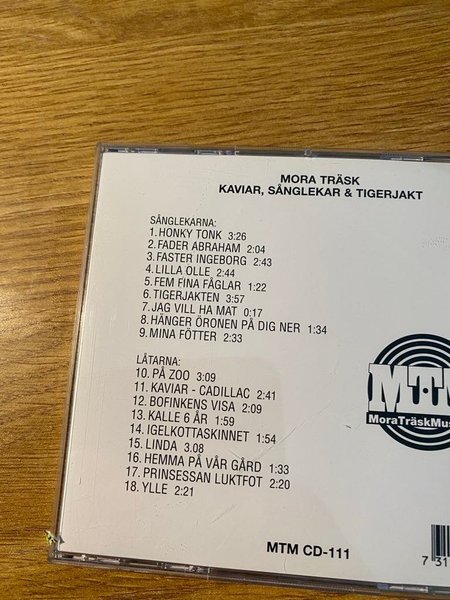 MORA TRÄSK
KAVIAR, SÅNGLEKAR & TIGERJAKT
SÅNGLEKARNA:
1. HONKY TONK 3:26
2. FADER ABRAHAM 2:04
3. FASTER INGEBORG 2:43
4. LILLA OLLE 2:44
5. FEM FINA FÅGLAR 1:22
6. TIGERJAKTEN 3:57
7. JAG VILL HA MAT 0:17
8. HÄNGER ÖRONEN PÅ DIG NER 1:34
9. MINA FÖTTER 2:33
LÅTARNA:
10. PÅ ZOO 3:09
11. KAVIAR - CADILLAC 2:41
12. BOFINKENS VISA 2:09
13. KALLE 6 ÅR 1:59
14. IGELKOTTASKINNET 1:54
15. LINDA 3.08
16. HEMMA PÅ VÅR GÅRD 1:33
17. PRINSESSAN LUKTFOT 2:20
18. YLLE 2:21
MTM
MoraTräskMus
MTM CD-111
7 31